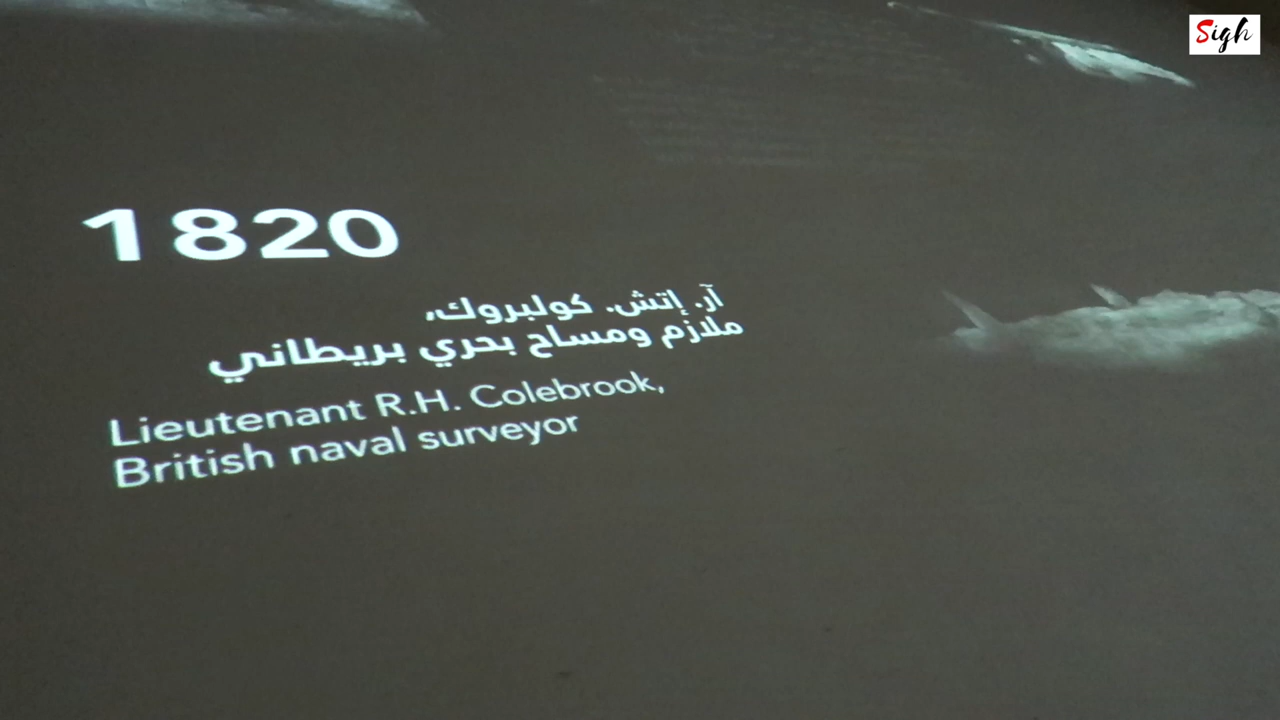 Sigh
1820
آر. إتش. كولبروك،
ملازم ومساح بحري بريطاني
Lieutenant R.H. Colebrook,
British naval surveyor